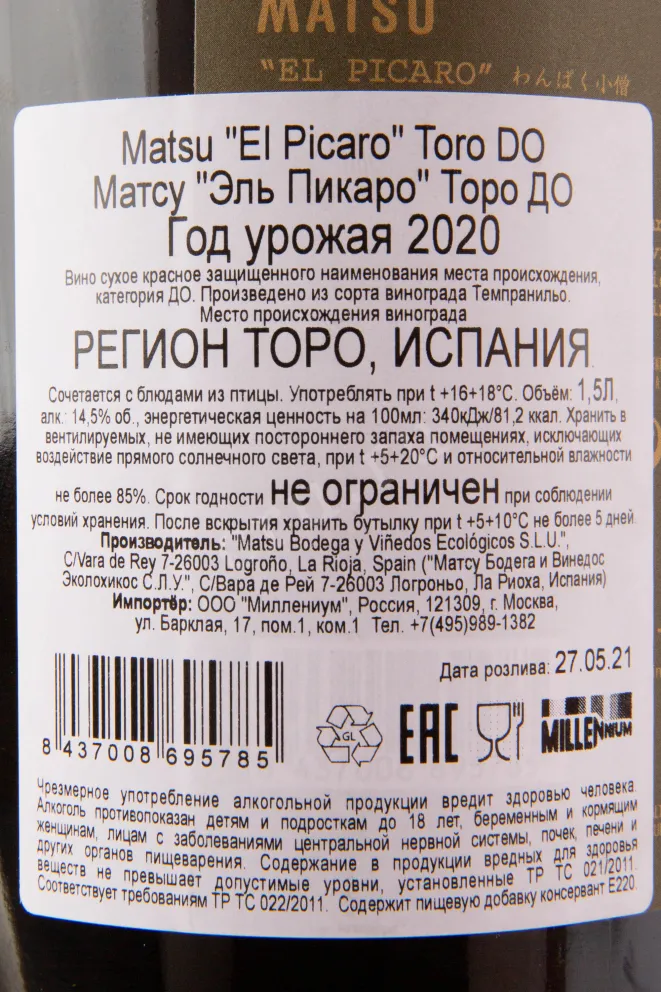 MATSU
"EL PICARO" わんぱく小僧
Matsu "El Picaro" Toro DO
Матсу "Эль Пикаро" Торо ДО
Год урожая 2020
Вино сухое красное защищенного наименования места происхождения,
категория ДО. Произведено из сорта винограда Темпранильо.
Место происхождения винограда
РЕГИОН ТОРО, ИСПАНИЯ.
Сочетается с блюдами из птицы. Употреблять при t +16+18°С. Объём: 1,5Л,
алк.: 14,5% об., энергетическая ценность на 100мл: 340кДж/81,2 ккал. Хранить в
вентилируемых, не имеющих постороннего запаха помещениях, исключающих
воздействие прямого солнечного света, при t +5+20°С и относительной влажности
не более 85%. Срок годности не ограничен при соблюдении
условий хранения. После вскрытия хранить бутылку при t +5+10°С не более 5 дней.
Производитель: "Matsu Bodega y Viñedos Ecológicos S.L.U.",
C/Vara de Rey 7-26003 Logroño, La Rioja, Spain ("Матсу Бодега и Винедос
Эколохикос С.Л.У.", С/Вара де Рей 7-26003 Логроньо, Ла Риоха, Испания)
Импортёр: ООО "Миллениум", Россия, 121309, г. Москва,
ул. Барклая, 17, пом.1, ком.1 Тел. +7(495)989-1382
Дата розлива: 27.05.21
8 437008 695785
GL
EAC
MILLENNIUM
Чрезмерное употребление алкогольной продукции вредит здоровью человека.
Алкоголь противопоказан детям и подросткам до 18 лет, беременным и кормящим
женщинам, лицам с заболеваниями центральной нервной системы, почек, печени и
других органов пищеварения. Содержание в продукции вредных для здоровья
веществ не превышает допустимые уровни, установленные ТР ТС 021/2011.
Соответствует требованиям ТР ТС 022/2011. Содержит пищевую добавку консервант Е220.